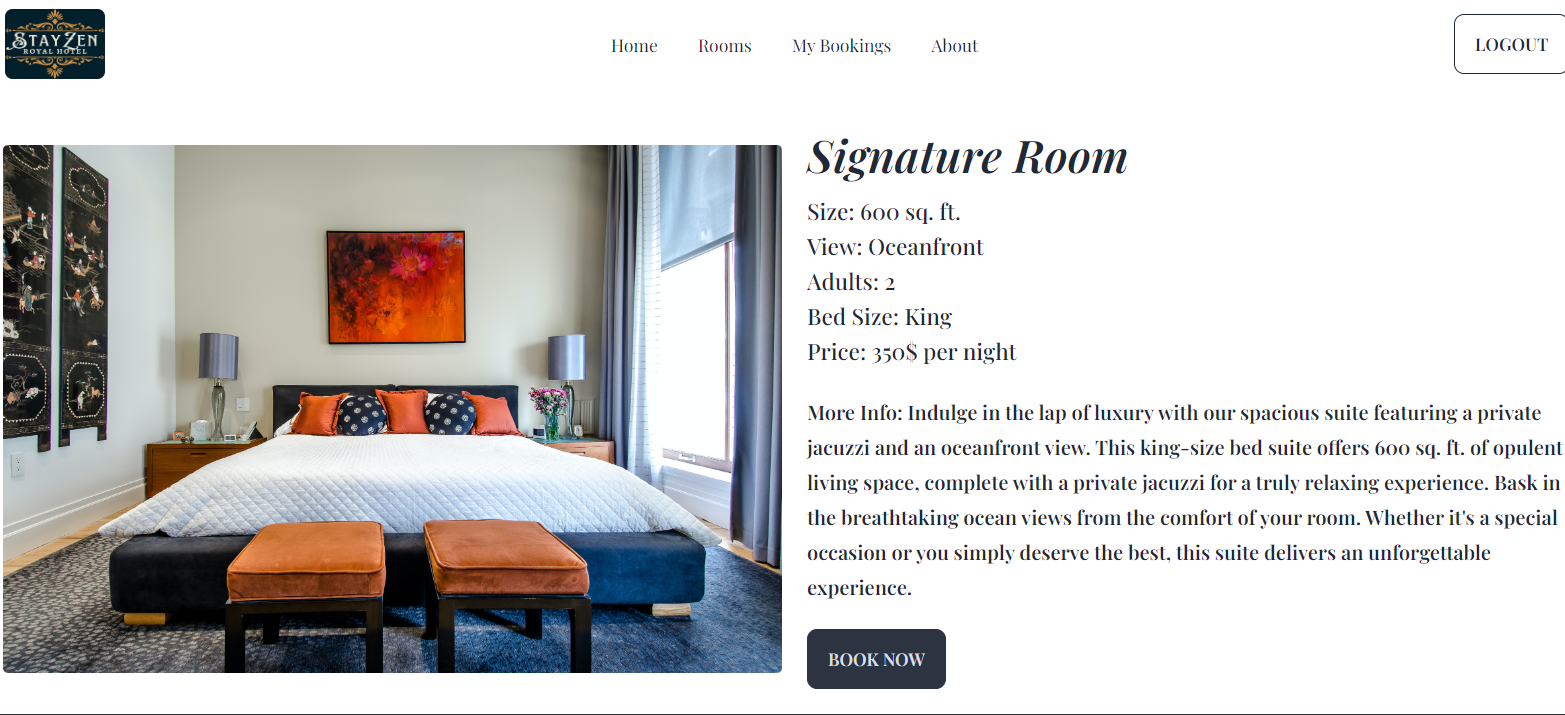 STAYZEN
ROYAL HOTEL
Home
Rooms
My Bookings
About
LOGOUT
Signature Room
Size: 600 sq. ft.
View: Oceanfront
Adults: 2
Bed Size: King
Price: 350$ per night
More Info: Indulge in the lap of luxury with our spacious suite featuring a private
jacuzzi and an oceanfront view. This king-size bed suite offers 600 sq. ft. of opulent
living space, complete with a private jacuzzi for a truly relaxing experience. Bask in
the breathtaking ocean views from the comfort of your room. Whether it's a special
occasion or you simply deserve the best, this suite delivers an unforgettable
experience.
BOOK NOW